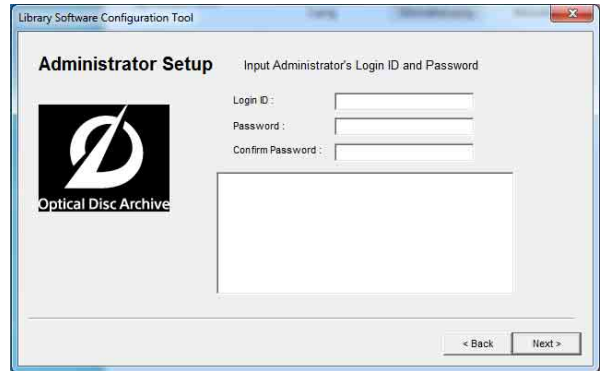 Library Software Configuration Tool
Administrator Setup
Input Administrator's Login ID and Password
Login ID :
Password :
Confirm Password :
Optical Disc Archive
< Back
Next >